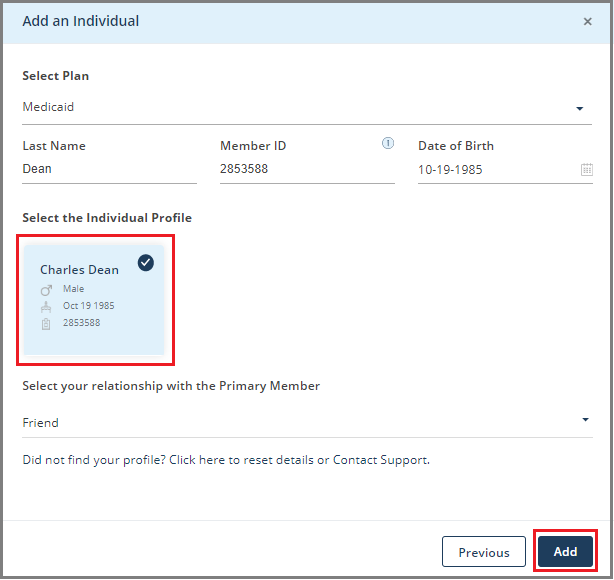 Add an Individual ×
Select Plan
Medicaid
Last Name Member ID Date of Birth
Dean 2853588 10-19-1985
Select the Individual Profile
Charles Dean
Male
Oct 19 1985
2853588
Select your relationship with the Primary Member
Friend
Did not find your profile? Click here to reset details or Contact Support.
Previous Add